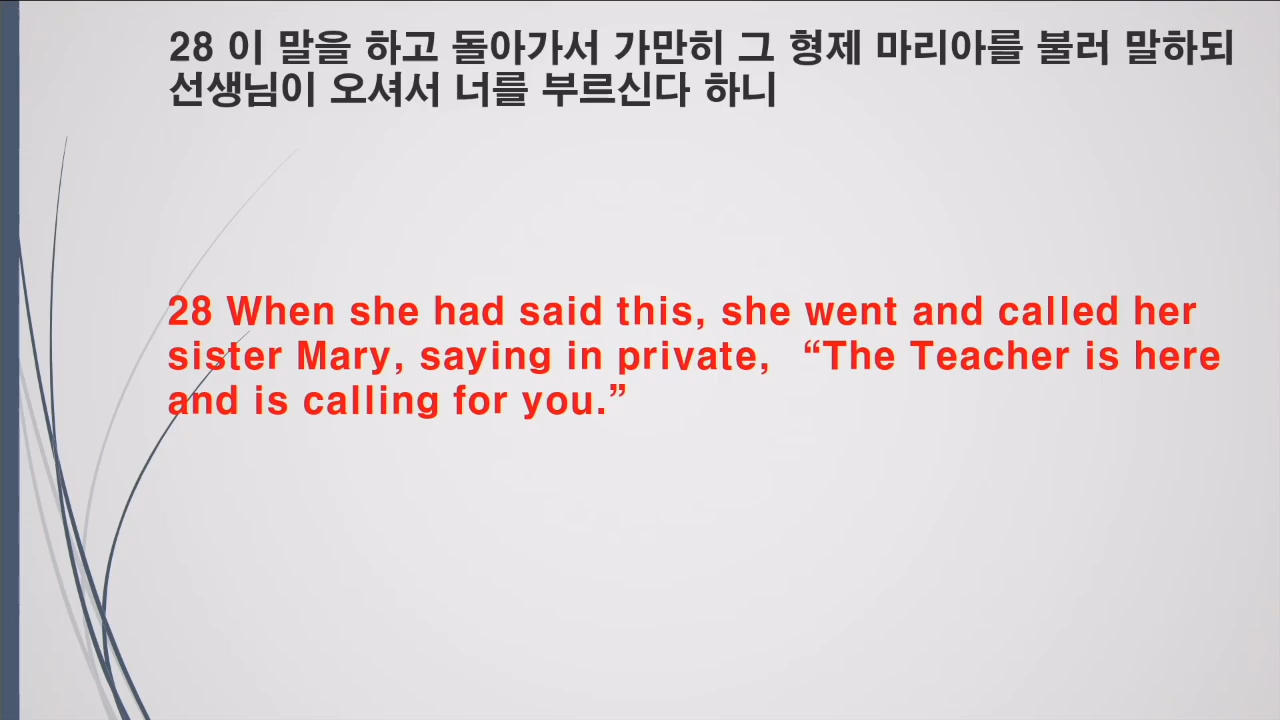 28 이 말을 하고 돌아가서 가만히 그 형제 마리아를 불러 말하되
선생님이 오셔서 너를 부르신다 하니
28 When she had said this, she went and called her
sister Mary, saying in private, “The Teacher is here
and is calling for you.”